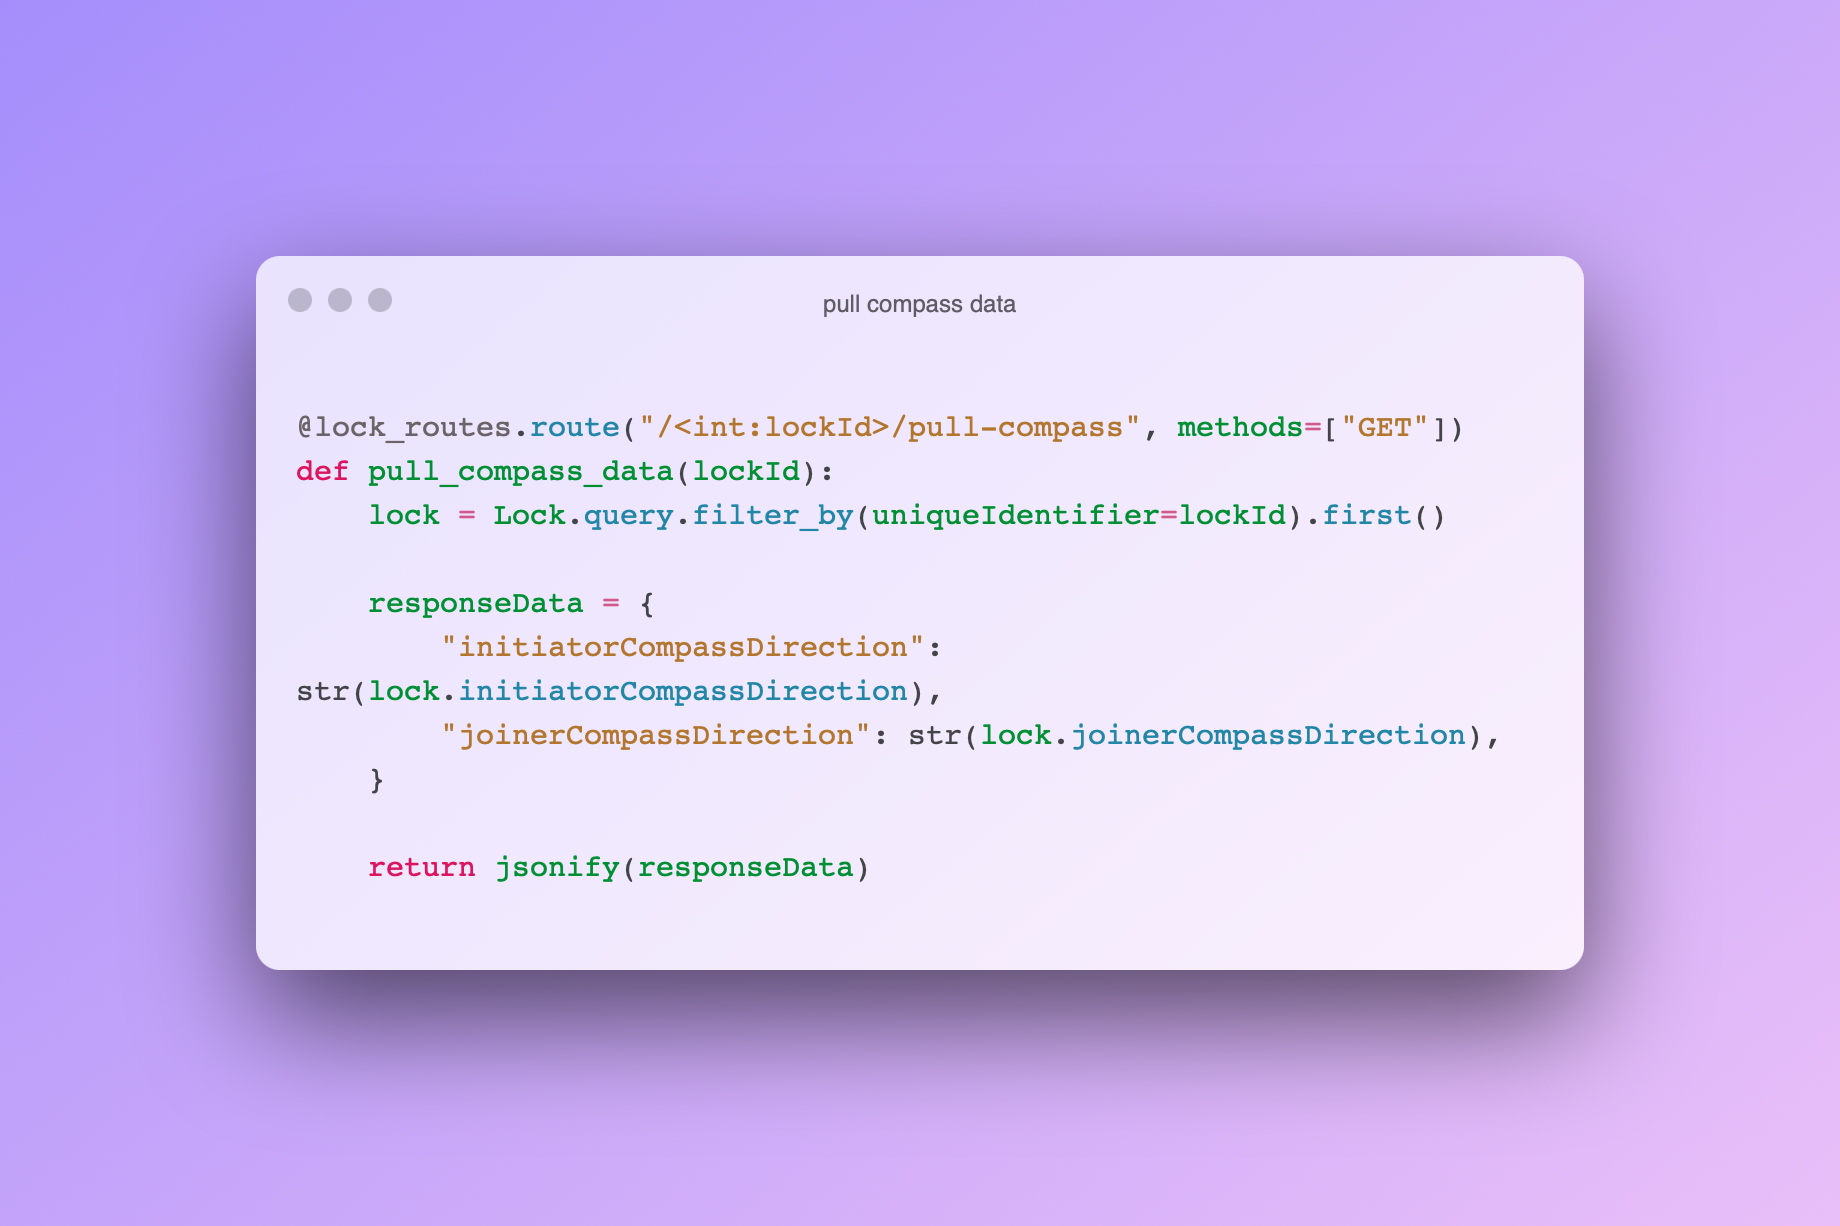 pull compass data
@lock_routes.route("/<int:lockId>/pull-compass", methods=["GET"])
def pull_compass_data(lockId):
    lock = Lock.query.filter_by(uniqueIdentifier=lockId).first()
    responseData = {
        "initiatorCompassDirection":
str(lock.initiatorCompassDirection),
        "joinerCompassDirection": str(lock.joinerCompassDirection),
    }
    return jsonify(responseData)